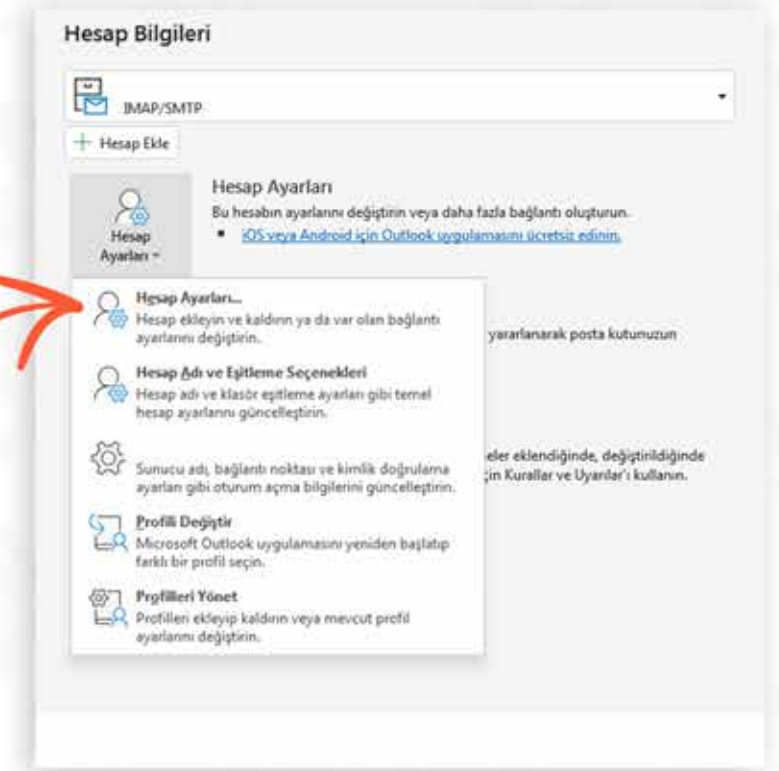 Hesap Bilgileri
IMAP/SMTP
Hesap Ekle
Hesap
Ayarları
Hesap Ayarları
Bu hesabın ayarlarını değiştirin veya daha fazla bağlantı oluşturun.
iOS veya Android için Outlook uygulamasını ücretsiz edinin.
Hesap Ayarları...
Hesap ekleyin ve kaldırın ya da var olan bağlantı
ayarlarını değiştirin.
yararlanarak posta kutunuzun
Hesap Adı ve Eşitleme Seçenekleri
Hesap adı ve klasör eşitleme ayarları gibi temel
hesap ayarlarını güncelleştirin.
Sunucu adı, bağlantı noktası ve kimlik doğrulama
ayarları gibi oturum açma bilgilerini güncelleştirin.
eler eklendiğinde, değiştirildiğinde
çin Kurallar ve Uyarılar'ı kullanın.
Profili Değiştir
Microsoft Outlook uygulamasını yeniden başlatıp
farklı bir profil seçin.
Profilleri Yönet
Profilleri ekleyip kaldırın veya mevcut profil
ayarlarını değiştirin.